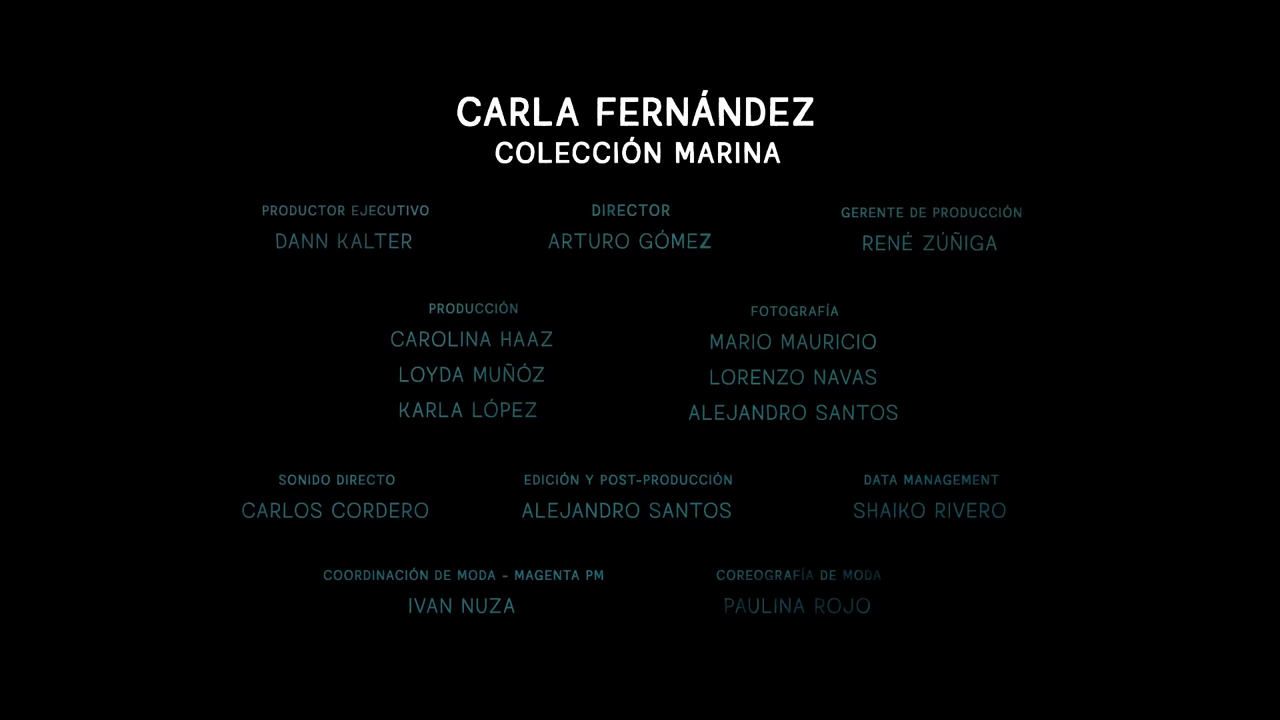 CARLA FERNÁNDEZ
COLECCIÓN MARINA
PRODUCTOR EJECUTIVO
DANN KALTER
DIRECTOR
ARTURO GÓMEZ
GERENTE DE PRODUCCIÓN
RENÉ ZÚÑIGA
PRODUCCIÓN
CAROLINA HAAZ
LOYDA MUÑÓZ
KARLA LÓPEZ
FOTOGRAFÍA
MARIO MAURICIO
LORENZO NAVAS
ALEJANDRO SANTOS
SONIDO DIRECTO
CARLOS CORDERO
EDICIÓN Y POST-PRODUCCIÓN
ALEJANDRO SANTOS
DATA MANAGEMENT
SHAIKO RIVERO
COORDINACIÓN DE MODA - MAGENTA PM
IVAN NUZA
COREOGRAFÍA DE MODA
PAULINA ROJO